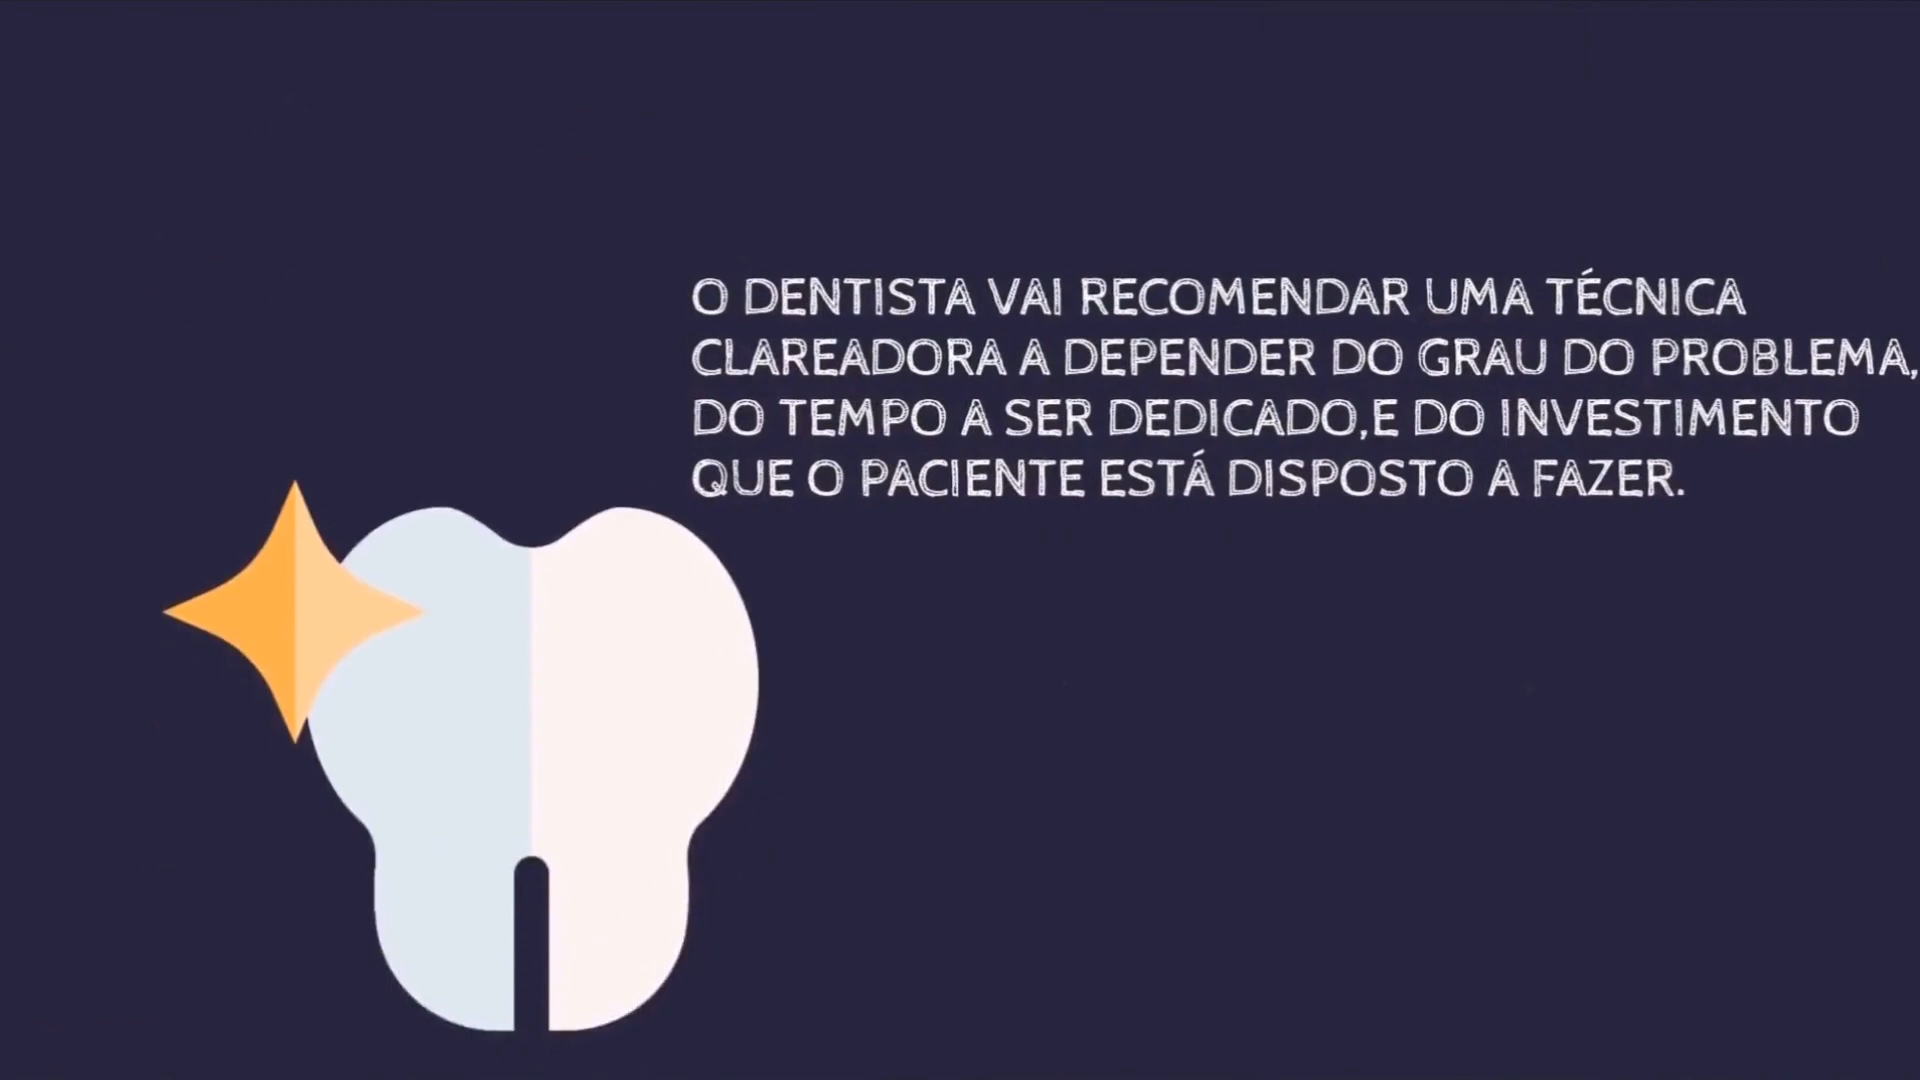 O DENTISTA VAI RECOMENDAR UMA TÉCNICA
CLAREADORA A DEPENDER DO GRAU DO PROBLEMA,
DO TEMPO A SER DEDICADO,E DO INVESTIMENTO
QUE O PACIENTE ESTÁ DISPOSTO A FAZER.